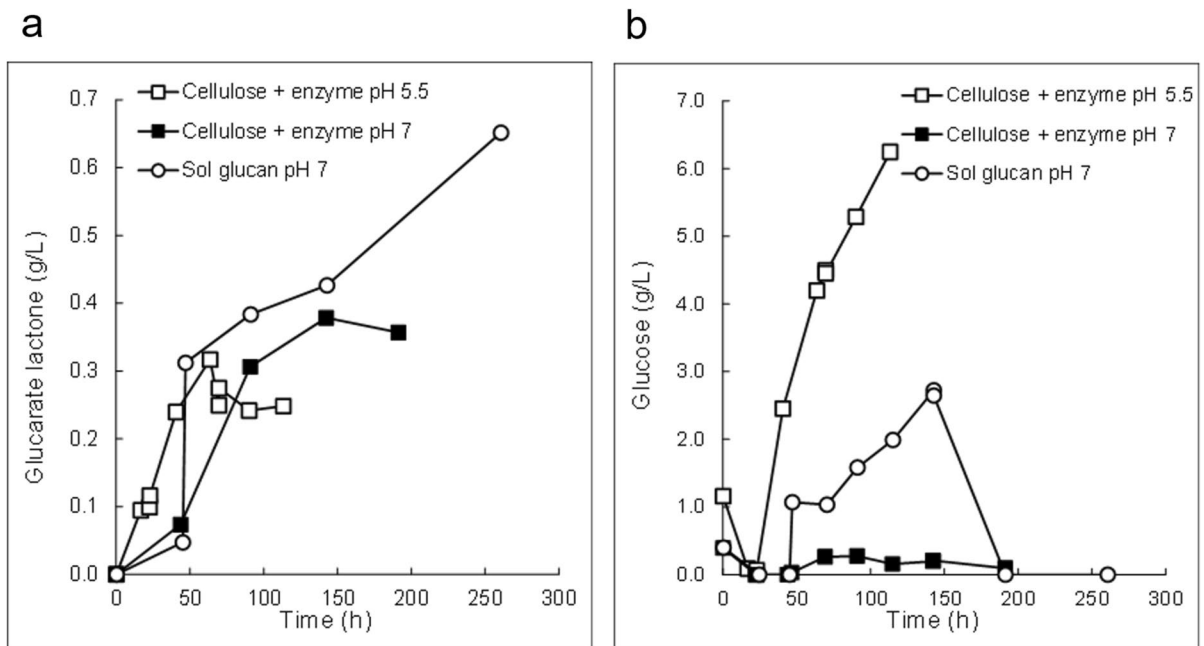 a
Cellulose + enzyme pH 5.5
Cellulose + enzyme pH 7
Sol glucan pH 7
Glucarate lactone (g/L)
0.7
0.6
0.5
0.4
0.3
0.2
0.1
0.0
0 50 100 150 200 250 300
Time (h)
b
Cellulose + enzyme pH 5.5
Cellulose + enzyme pH 7
Sol glucan pH 7
Glucose (g/L)
7.0
6.0
5.0
4.0
3.0
2.0
1.0
0.0
0 50 100 150 200 250 300
Time (h)